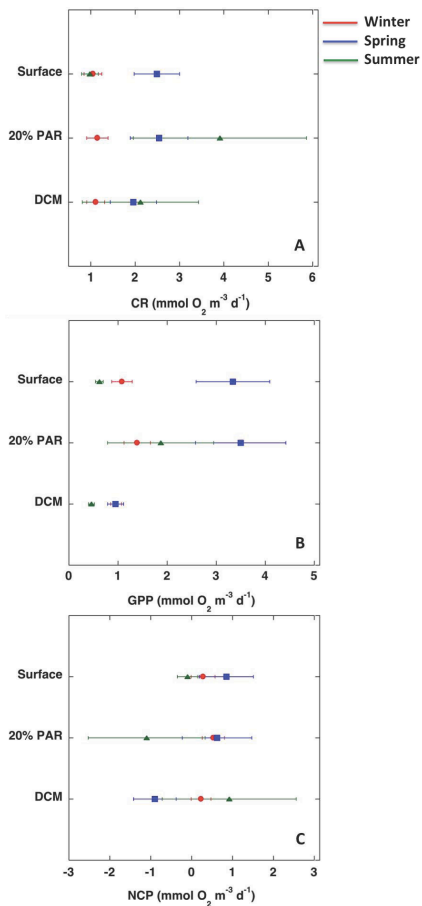 Winter
Spring
Summer
Surface
20% PAR
DCM
A
1 2 3 4 5 6
CR (mmol O2 m-3 d-1)
Surface
20% PAR
DCM
B
0 1 2 3 4 5
GPP (mmol O2 m-3 d-1)
Surface
20% PAR
DCM
C
-3 -2 -1 0 1 2 3
NCP (mmol O2 m-3 d-1)